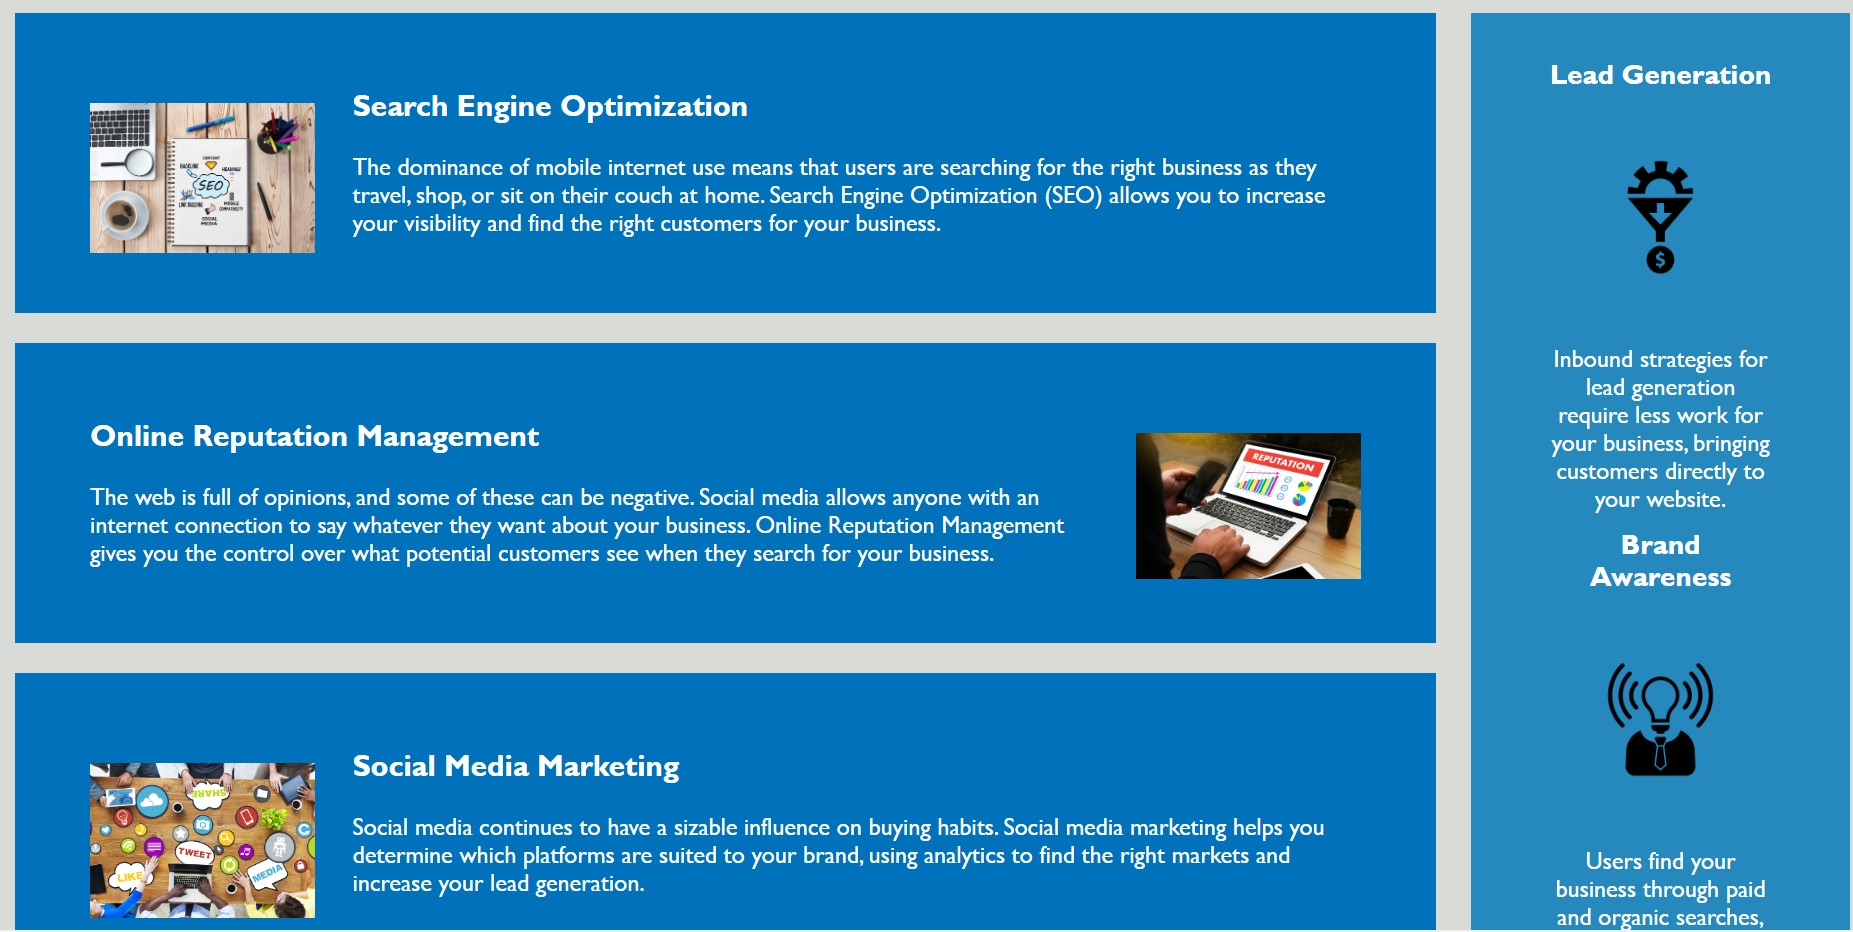 Search Engine Optimization
The dominance of mobile internet use means that users are searching for the right business as they
travel, shop, or sit on their couch at home. Search Engine Optimization (SEO) allows you to increase
your visibility and find the right customers for your business.
SEO
SOCIAL
MEDIA
Online Reputation Management
The web is full of opinions, and some of these can be negative. Social media allows anyone with an
internet connection to say whatever they want about your business. Online Reputation Management
gives you the control over what potential customers see when they search for your business.
REPUTATION
Social Media Marketing
Social media continues to have a sizable influence on buying habits. Social media marketing helps you
determine which platforms are suited to your brand, using analytics to find the right markets and
increase your lead generation.
SHARE
TWEET
LIKE
MEDIA
Lead Generation
$
Inbound strategies for
lead generation
require less work for
your business, bringing
customers directly to
your website.
Brand
Awareness
Users find your
business through paid
and organic searches,